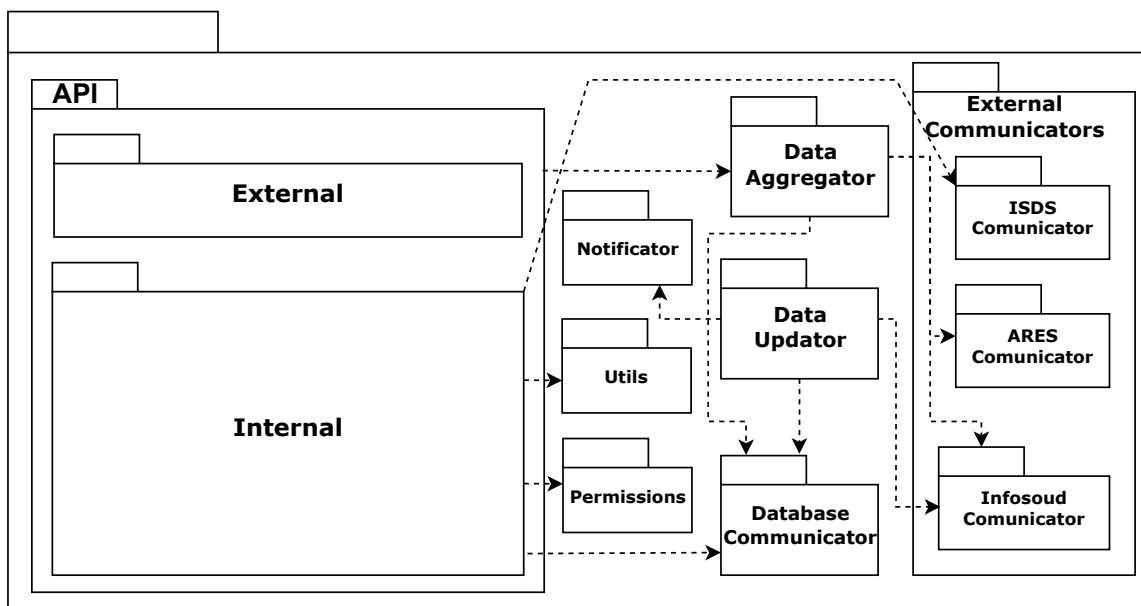 API
External
Communicators
External
Data
Aggregator
ISDS
Comunicator
Notificator
Data
Updator
ARES
Comunicator
Utils
Internal
Permissions
Database
Communicator
Infosoud
Comunicator